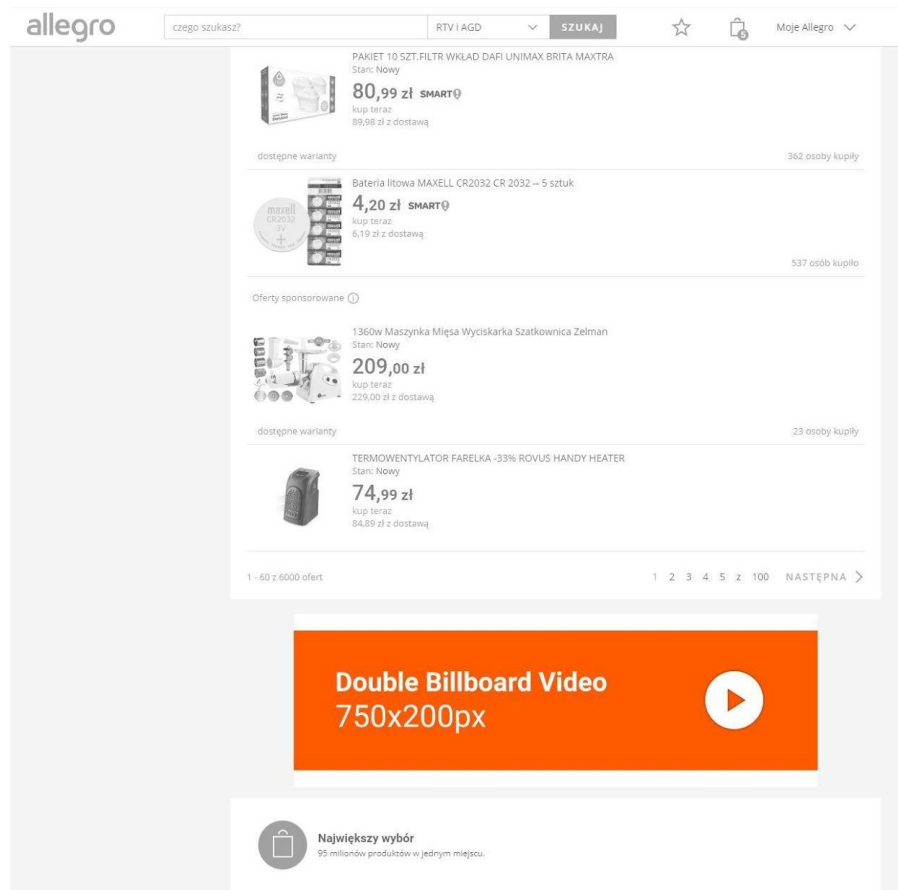 allegro
czego szukasz?
RTV i AGD
SZUKAJ
5
Moje Allegro
PAKIET 10 SZT.FILTR WKŁAD DAFI UNIMAX BRITA MAXTRA
Stan: Nowy
80,99 zł SMART
kup teraz
89,98 zł z dostawą
dostępne warianty
362 osoby kupiły
maxell
CR2032
3V
+
Bateria litowa MAXELL CR2032 CR 2032 -- 5 sztuk
4,20 zł SMART
kup teraz
6,19 zł z dostawą
537 osób kupiło
Oferty sponsorowane
1360w Maszynka Mięsa Wyciskarka Szatkownica Zelman
Stan: Nowy
209,00 zł
kup teraz
229,00 zł z dostawą
dostępne warianty
23 osoby kupiły
TERMOWENTYLATOR FARELKA -33% ROVUS HANDY HEATER
Stan: Nowy
74,99 zł
kup teraz
84,89 zł z dostawą
1 - 60 z 6000 ofert
1 2 3 4 5 z 100 NASTĘPNA
Double Billboard Video
750x200px
Największy wybór
95 milionów produktów w jednym miejscu.